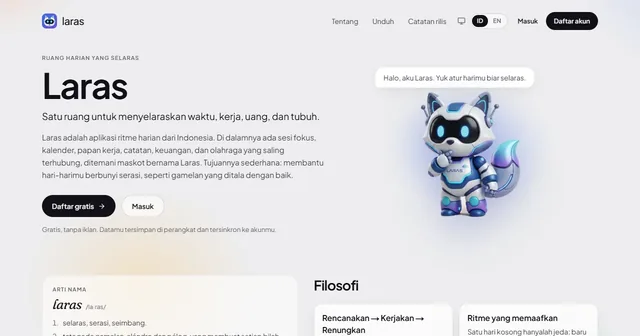 laras
Tentang
Unduh
Catatan rilis
ID
EN
Masuk
Daftar akun
RUANG HARIAN YANG SELARAS
Laras
Satu ruang untuk menyelaraskan waktu, kerja, uang, dan tubuh.
Laras adalah aplikasi ritme harian dari Indonesia. Di dalamnya ada sesi fokus,
kalender, papan kerja, catatan, keuangan, dan olahraga yang saling
terhubung, ditemani maskot bernama Laras. Tujuannya sederhana: membantu
hari-harimu berbunyi serasi, seperti gamelan yang ditala dengan baik.
Daftar gratis →
Masuk
Gratis, tanpa iklan. Datamu tersimpan di perangkat dan tersinkron ke akunmu.
Halo, aku Laras. Yuk atur harimu biar selaras.
LAARAS
ARTI NAMA
laras /la·ras/
1. selaras, serasi, seimbang.
Filosofi
Rencanakan → Kerjakan →
Renungkan
Ritme yang memaafkan
Satu hari kosong hanyalah jeda; baru